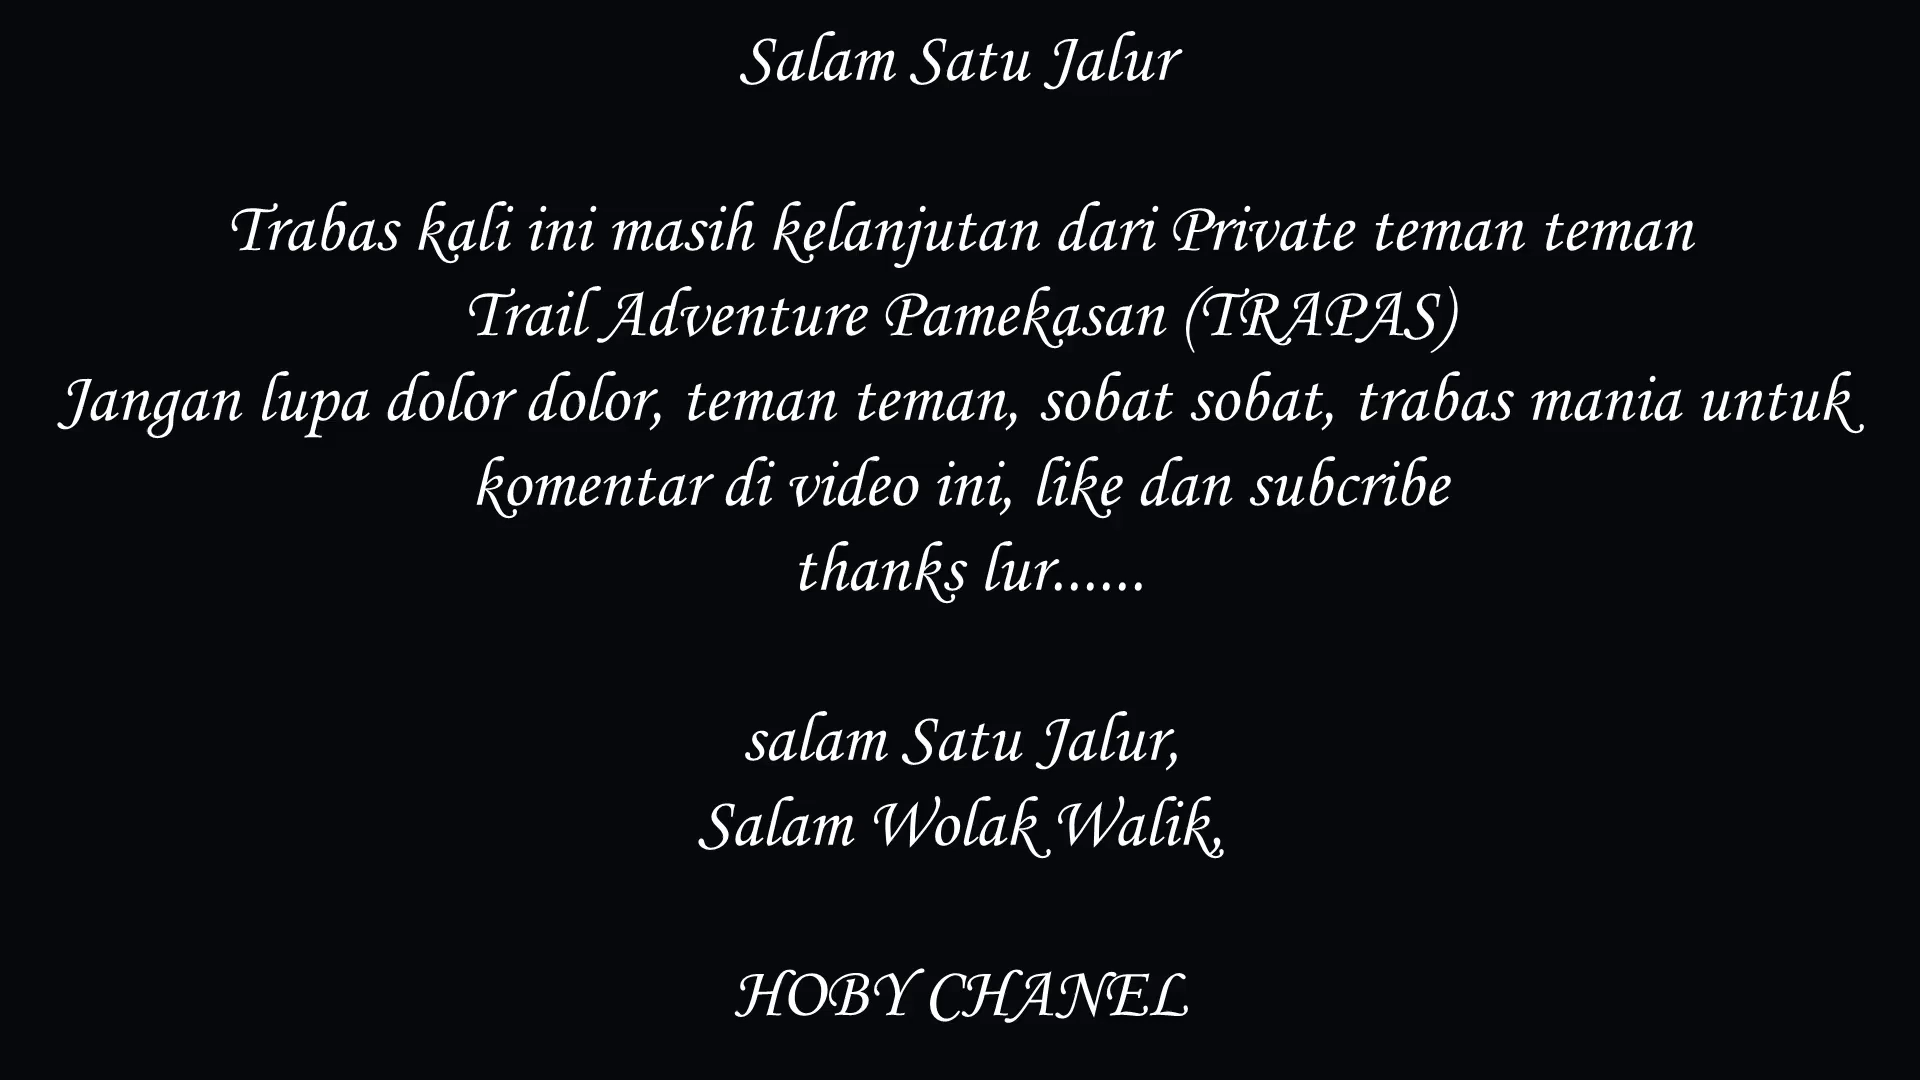 Salam Satu Jalur
Trabas kali ini masih kelanjutan dari Private teman teman
Trail Adventure Pamekasan (TRAPAS)
Jangan lupa dolor dolor, teman teman, sobat sobat, trabas mania untuk
komentar di video ini, like dan subcribe
thanks lur......
salam Satu Jalur,
Salam Wolak Walik,
HOBY CHANEL